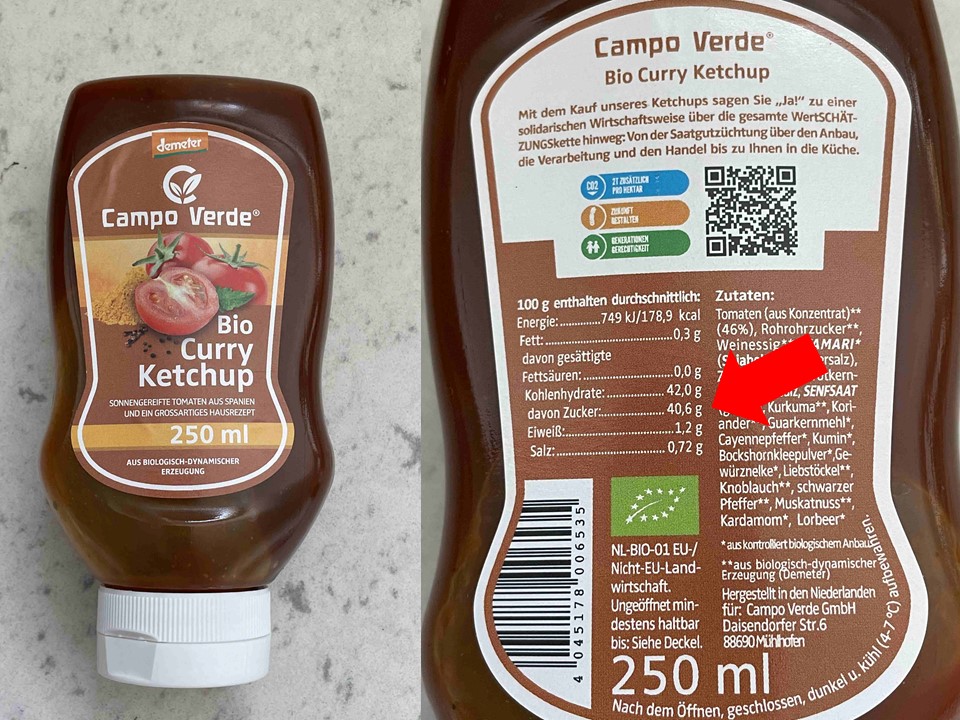 demeter
Campo Verde®
Bio
Curry
Ketchup
SONNENGEREIFTE TOMATEN AUS SPANIEN
UND EIN GROSSARTIGES HAUSREZEPT
250 ml
AUS BIOLOGISCH-DYNAMISCHER
ERZEUGUNG
Campo Verde®
Bio Curry Ketchup
Mit dem Kauf unseres Ketchups sagen Sie „Ja!“ zu einer
solidarischen Wirtschaftsweise über die gesamte WertSCHÄT-
ZUNGSkette hinweg: Von der Saatgutzüchtung über den Anbau,
die Verarbeitung und den Handel bis zu Ihnen in die Küche.
CO2
2T ZUSÄTZLICH
PRO HEKTAR
ZUKUNFT
GESTALTEN
GENERATIONEN
GERECHTIGKEIT
100 g enthalten durchschnittlich:
Energie:..............749 kJ/178,9 kcal
Fett:..............................0,3 g
davon gesättigte
Fettsäuren:...................0,0 g
Kohlenhydrate:.............42,0 g
davon Zucker:..............40,6 g
Eiweiß:..........................1,2 g
Salz:............................0,72 g
Zutaten:
Tomaten (aus Konzentrat)**
(46%), Rohrohrzucker**,
Weinessig**, TAMARI*
SENFSAAT
Kurkuma**, Kori-
ander*, Guarkernmehl*,
Cayennepfeffer*, Kumin*,
Bockshornkleepulver*,Ge-
würznelke*, Liebstöckel**,
Knoblauch**, schwarzer
Pfeffer**, Muskatnuss**,
Kardamom*, Lorbeer*
*aus kontrolliert biologischem Anbau
**aus biologisch-dynamischer
Erzeugung (Demeter)
Hergestellt in den Niederlanden
für: Campo Verde GmbH
Daisendorfer Str.6
88690 Mühlhofen
NL-BIO-01 EU-/
Nicht-EU-Land-
wirtschaft.
Ungeöffnet min-
destens haltbar
bis: Siehe Deckel.
4 045178 006535
250 ml
Nach dem Öffnen, geschlossen, dunkel u. kühl (4-7 °C) aufbewahren.